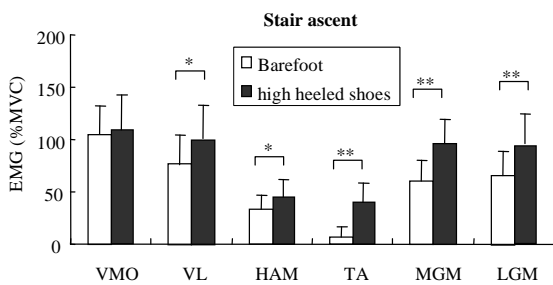 Stair ascent
200
150
100
50
0
EMG (%MVC)
Barefoot
high heeled shoes
*
*
**
**
**
VMO VL HAM TA MGM LGM